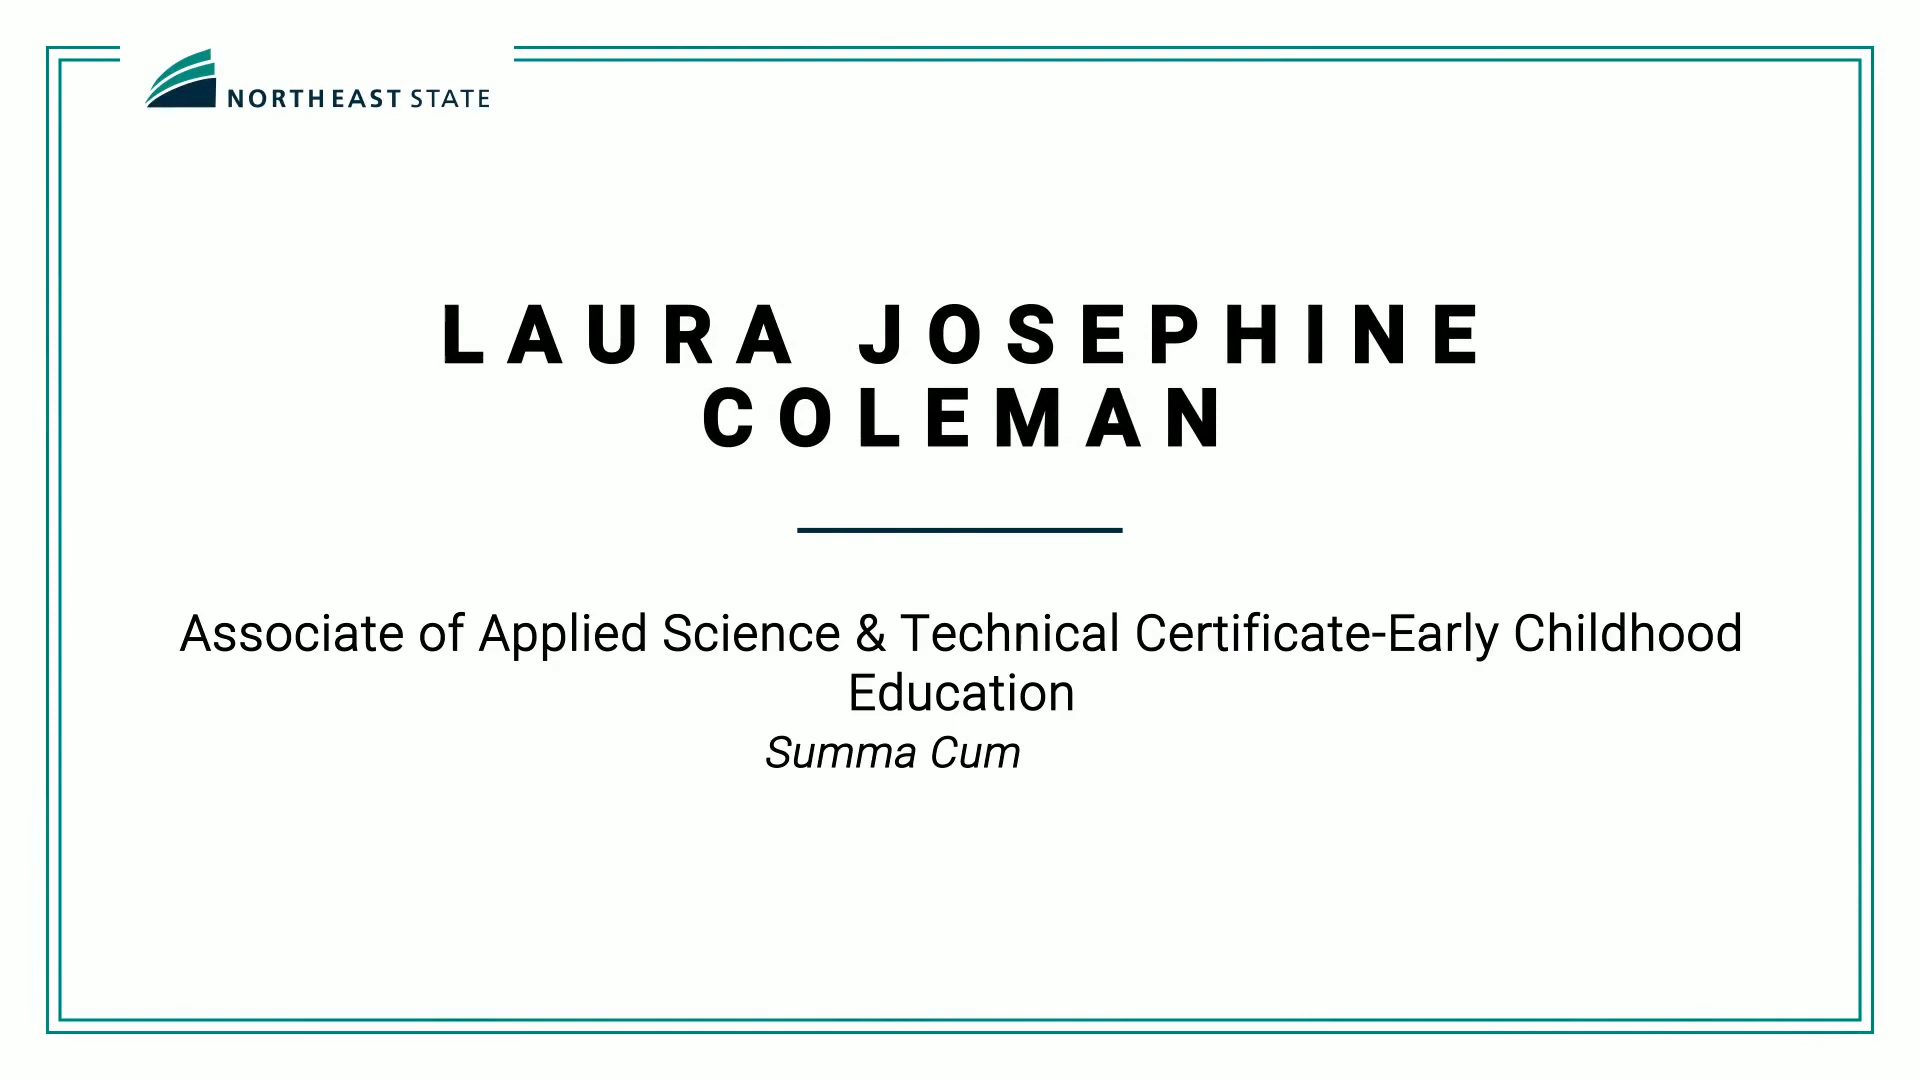 NORTHEAST STATE
LAURA JOSEPHINE
COLEMAN
Associate of Applied Science & Technical Certificate-Early Childhood
Education
Summa Cum